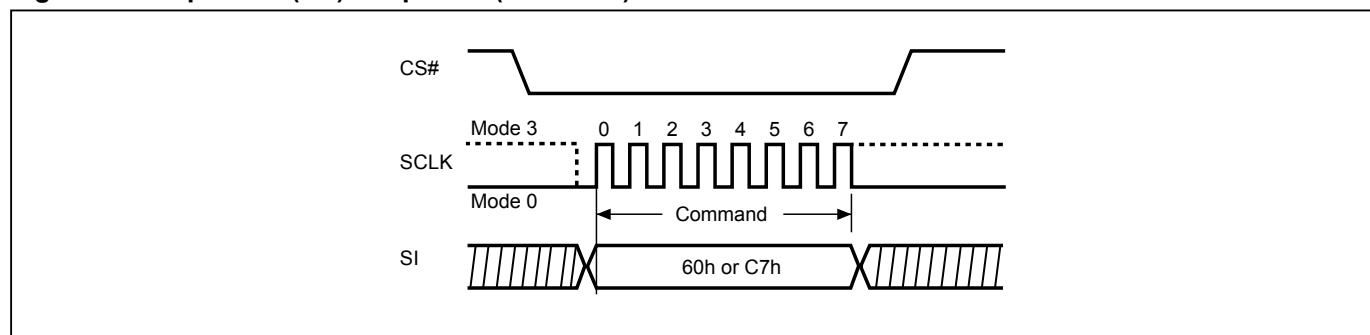 CS#
Mode 3
0 1 2 3 4 5 6 7
SCLK
Mode 0
Command
SI
60h or C7h